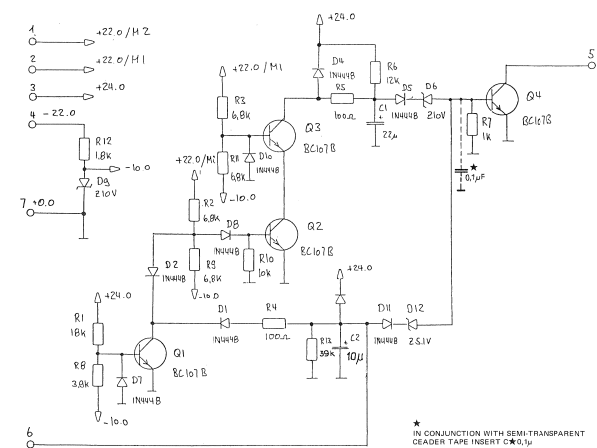 1 +22.0/M2
2 +22.0/M1
3 +24.0
4 -22.0
R12
1.8K
-10.0
D9
Z10V
7 +0.0
+22.0/M1
R3
6,8K
R11
6,8K
D10
1N4448
-10.0
Q3
BC107B
+22.0/M2
R2
6,8K
D8
1N4448
R9
6,8K
-10.0
R10
10K
Q2
BC107B
D2
1N4448
+24.0
D4
1N4448
R5
100Ω
R6
12K
C1
+
22µ
D5
1N4448
D6
Z10V
R7
1K
★
0,1µF
Q4
BC107B
5
+24.0
R1
18K
R8
3,8K
D7
1N4448
-10.0
Q1
BC107B
D1
1N4448
R4
100Ω
+24.0
R13
39K
+
C2
10µ
D11
1N4448
D12
Z5.1V
6
★
IN CONJUNCTION WITH SEMI-TRANSPARENT
CEADER TAPE INSERT C★0,1µ